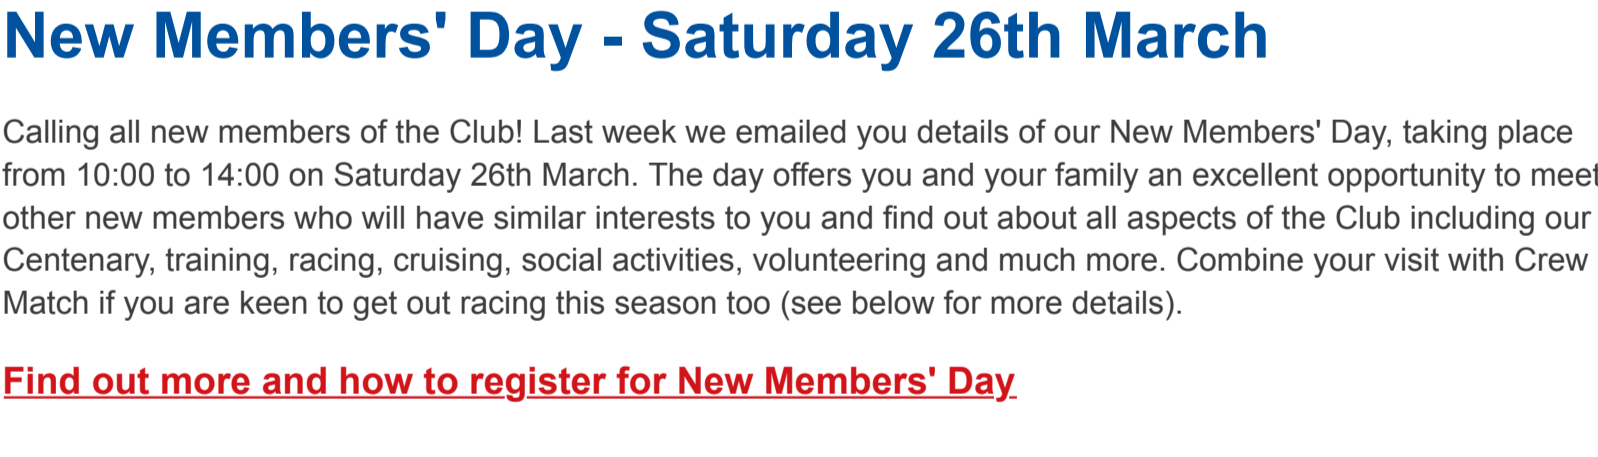 New Members' Day - Saturday 26th March
Calling all new members of the Club! Last week we emailed you details of our New Members' Day, taking place
from 10:00 to 14:00 on Saturday 26th March. The day offers you and your family an excellent opportunity to meet
other new members who will have similar interests to you and find out about all aspects of the Club including our
Centenary, training, racing, cruising, social activities, volunteering and much more. Combine your visit with Crew
Match if you are keen to get out racing this season too (see below for more details).
Find out more and how to register for New Members' Day